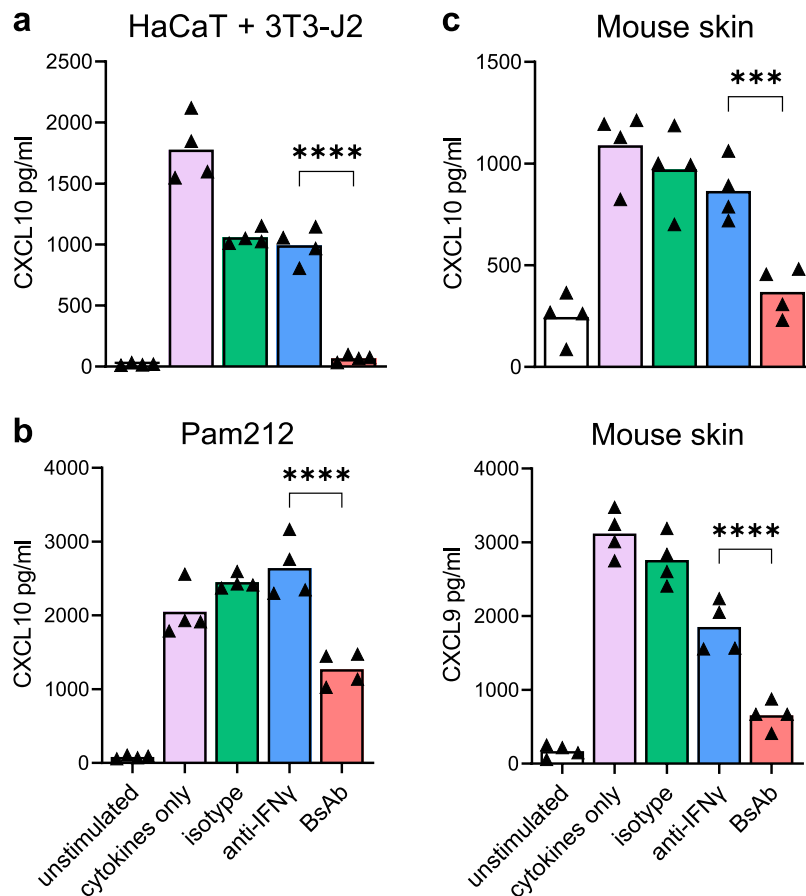 a
HaCaT + 3T3-J2
CXCL10 pg/ml
2500
2000
1500
1000
500
0
****
c
Mouse skin
CXCL10 pg/ml
1500
1000
500
0
***
b
Pam212
CXCL10 pg/ml
4000
3000
2000
1000
0
****
unstimulated
cytokines only
isotype
anti-IFNγ
BsAb
Mouse skin
CXCL9 pg/ml
4000
3000
2000
1000
0
****
unstimulated
cytokines only
isotype
anti-IFNγ
BsAb